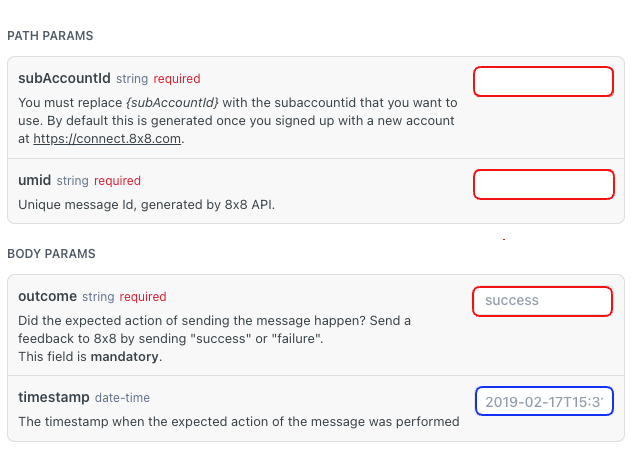 PATH PARAMS
subAccountId string required
You must replace {subAccountId} with the subaccountid that you want to
use. By default this is generated once you signed up with a new account
at https://connect.8x8.com.
umid string required
Unique message Id, generated by 8x8 API.
BODY PARAMS
outcome string required
success
Did the expected action of sending the message happen? Send a
feedback to 8x8 by sending "success" or "failure".
This field is mandatory.
timestamp date-time
2019-02-17T15:3
The timestamp when the expected action of the message was performed